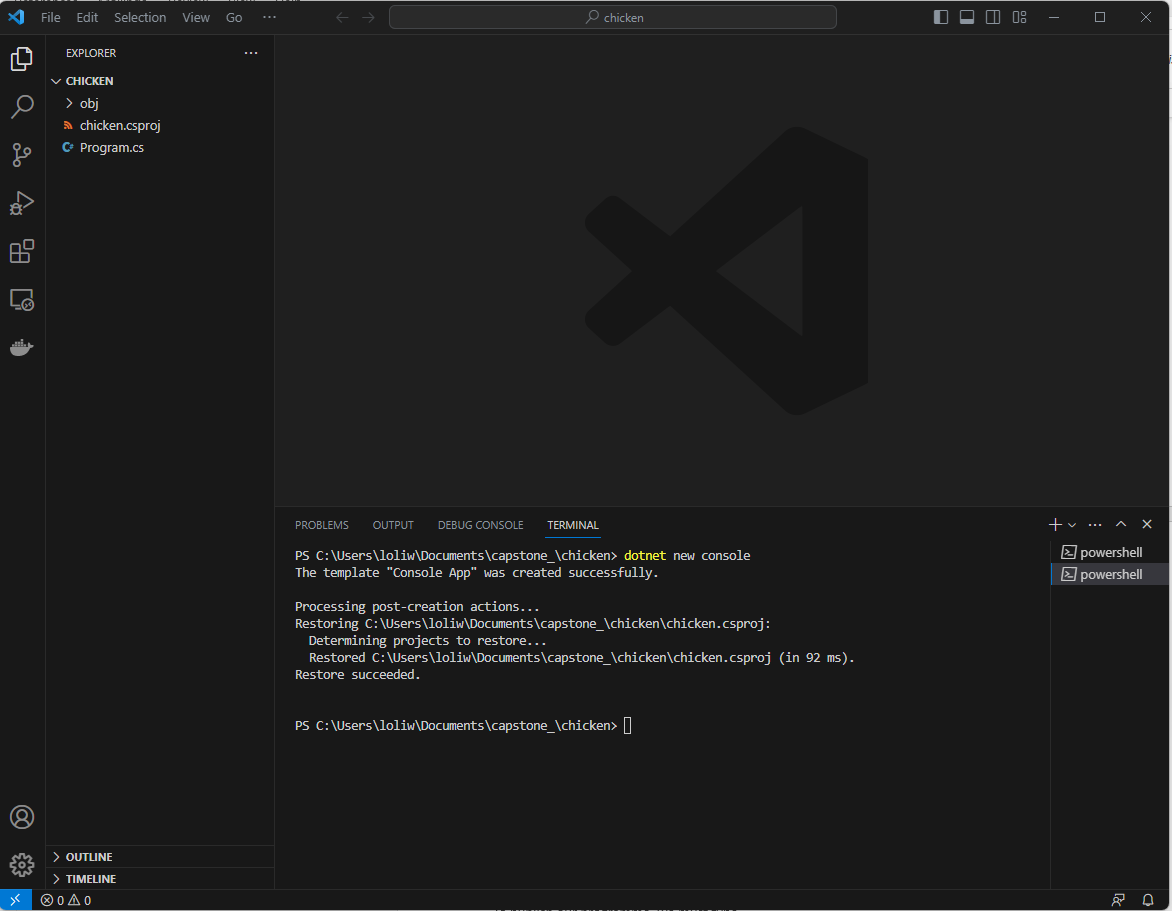 File Edit Selection View Go ···
chicken
EXPLORER
CHICKEN
obj
chicken.csproj
Program.cs
OUTLINE
TIMELINE
PROBLEMS OUTPUT DEBUG CONSOLE TERMINAL
PS C:\Users\loliw\Documents\capstone_\chicken> dotnet new console
The template "Console App" was created successfully.
Processing post-creation actions...
Restoring C:\Users\loliw\Documents\capstone_\chicken\chicken.csproj:
Determining projects to restore...
Restored C:\Users\loliw\Documents\capstone_\chicken\chicken.csproj (in 92 ms).
Restore succeeded.
PS C:\Users\loliw\Documents\capstone_\chicken>
powershell
powershell
0 0